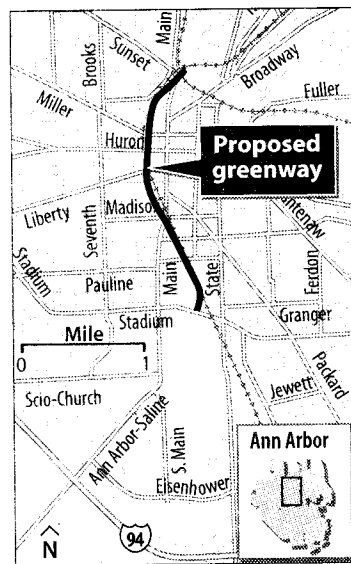 Main
Sunset
Brooks
Broadway
Miller
Fuller
Huron
Proposed
greenway
Liberty
Madison
Seventh
Stadium
Pauline
Main
State
Ferdon
Granger
Stadium
Mile
0
1
Packard
Jewett
Scio-Church
Ann Arbor-Saline
S. Main
Eisenhower
Ann Arbor
94
N